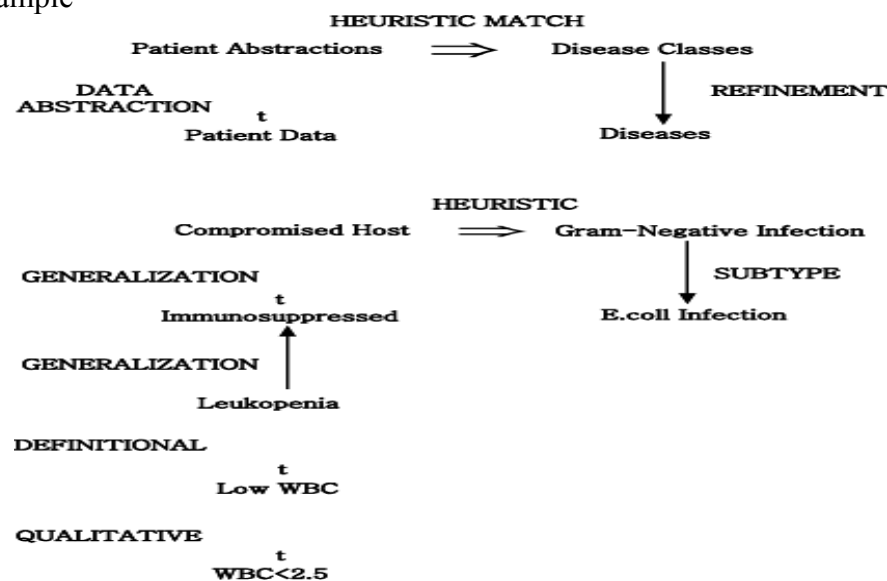 HEURISTIC MATCH
Patient Abstractions Disease Classes
DATA
ABSTRACTION
REFINEMENT
t
Patient Data Diseases
HEURISTIC
Compromised Host Gram-Negative Infection
GENERALIZATION SUBTYPE
t
Immunosuppressed E.coli Infection
GENERALIZATION
Leukopenia
DEFINITIONAL
t
Low WBC
QUALITATIVE
t
WBC<2.5